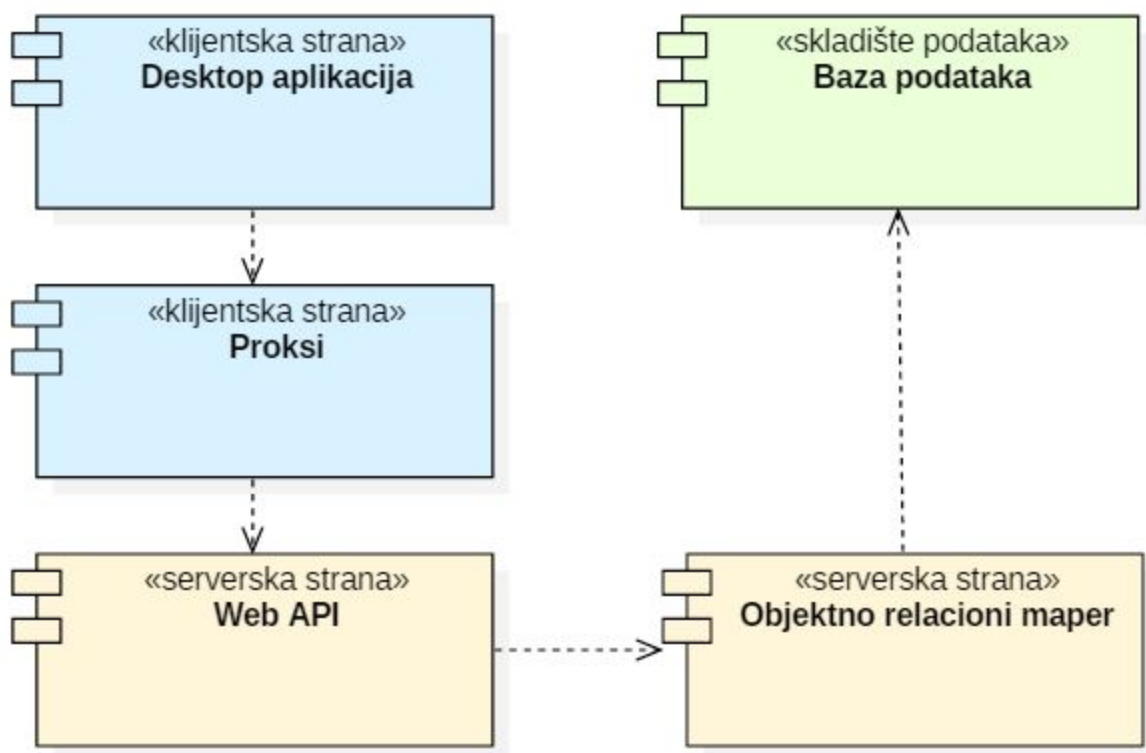 «klijentska strana»
Desktop aplikacija
«skladište podataka»
Baza podataka
«klijentska strana»
Proksi
«serverska strana»
Web API
«serverska strana»
Objektno relacioni maper